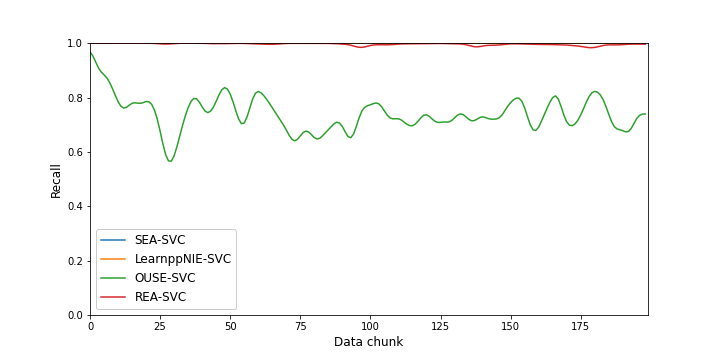 1.0
0.8
0.6
0.4
0.2
0.0
Recall
SEA-SVC
LearnppNIE-SVC
OUSE-SVC
REA-SVC
0 25 50 75 100 125 150 175
Data chunk